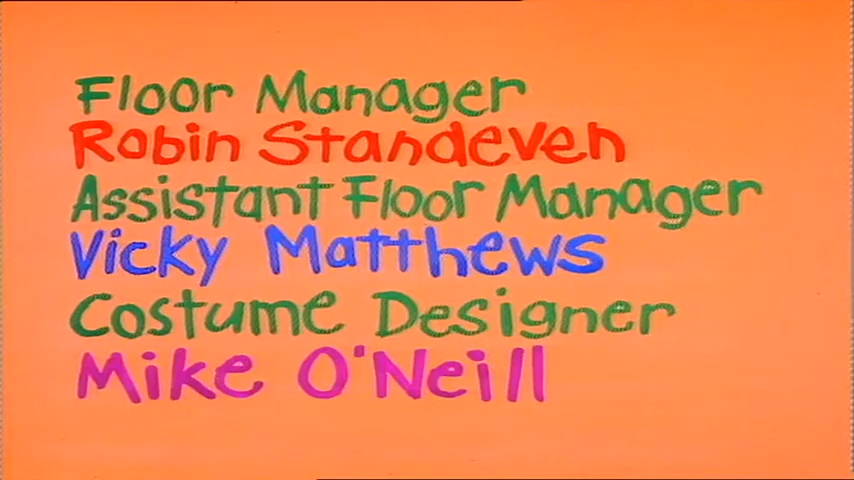 Floor Manager
Robin Standeven
Assistant Floor Manager
Vicky Matthews
Costume Designer
Mike O'Neill